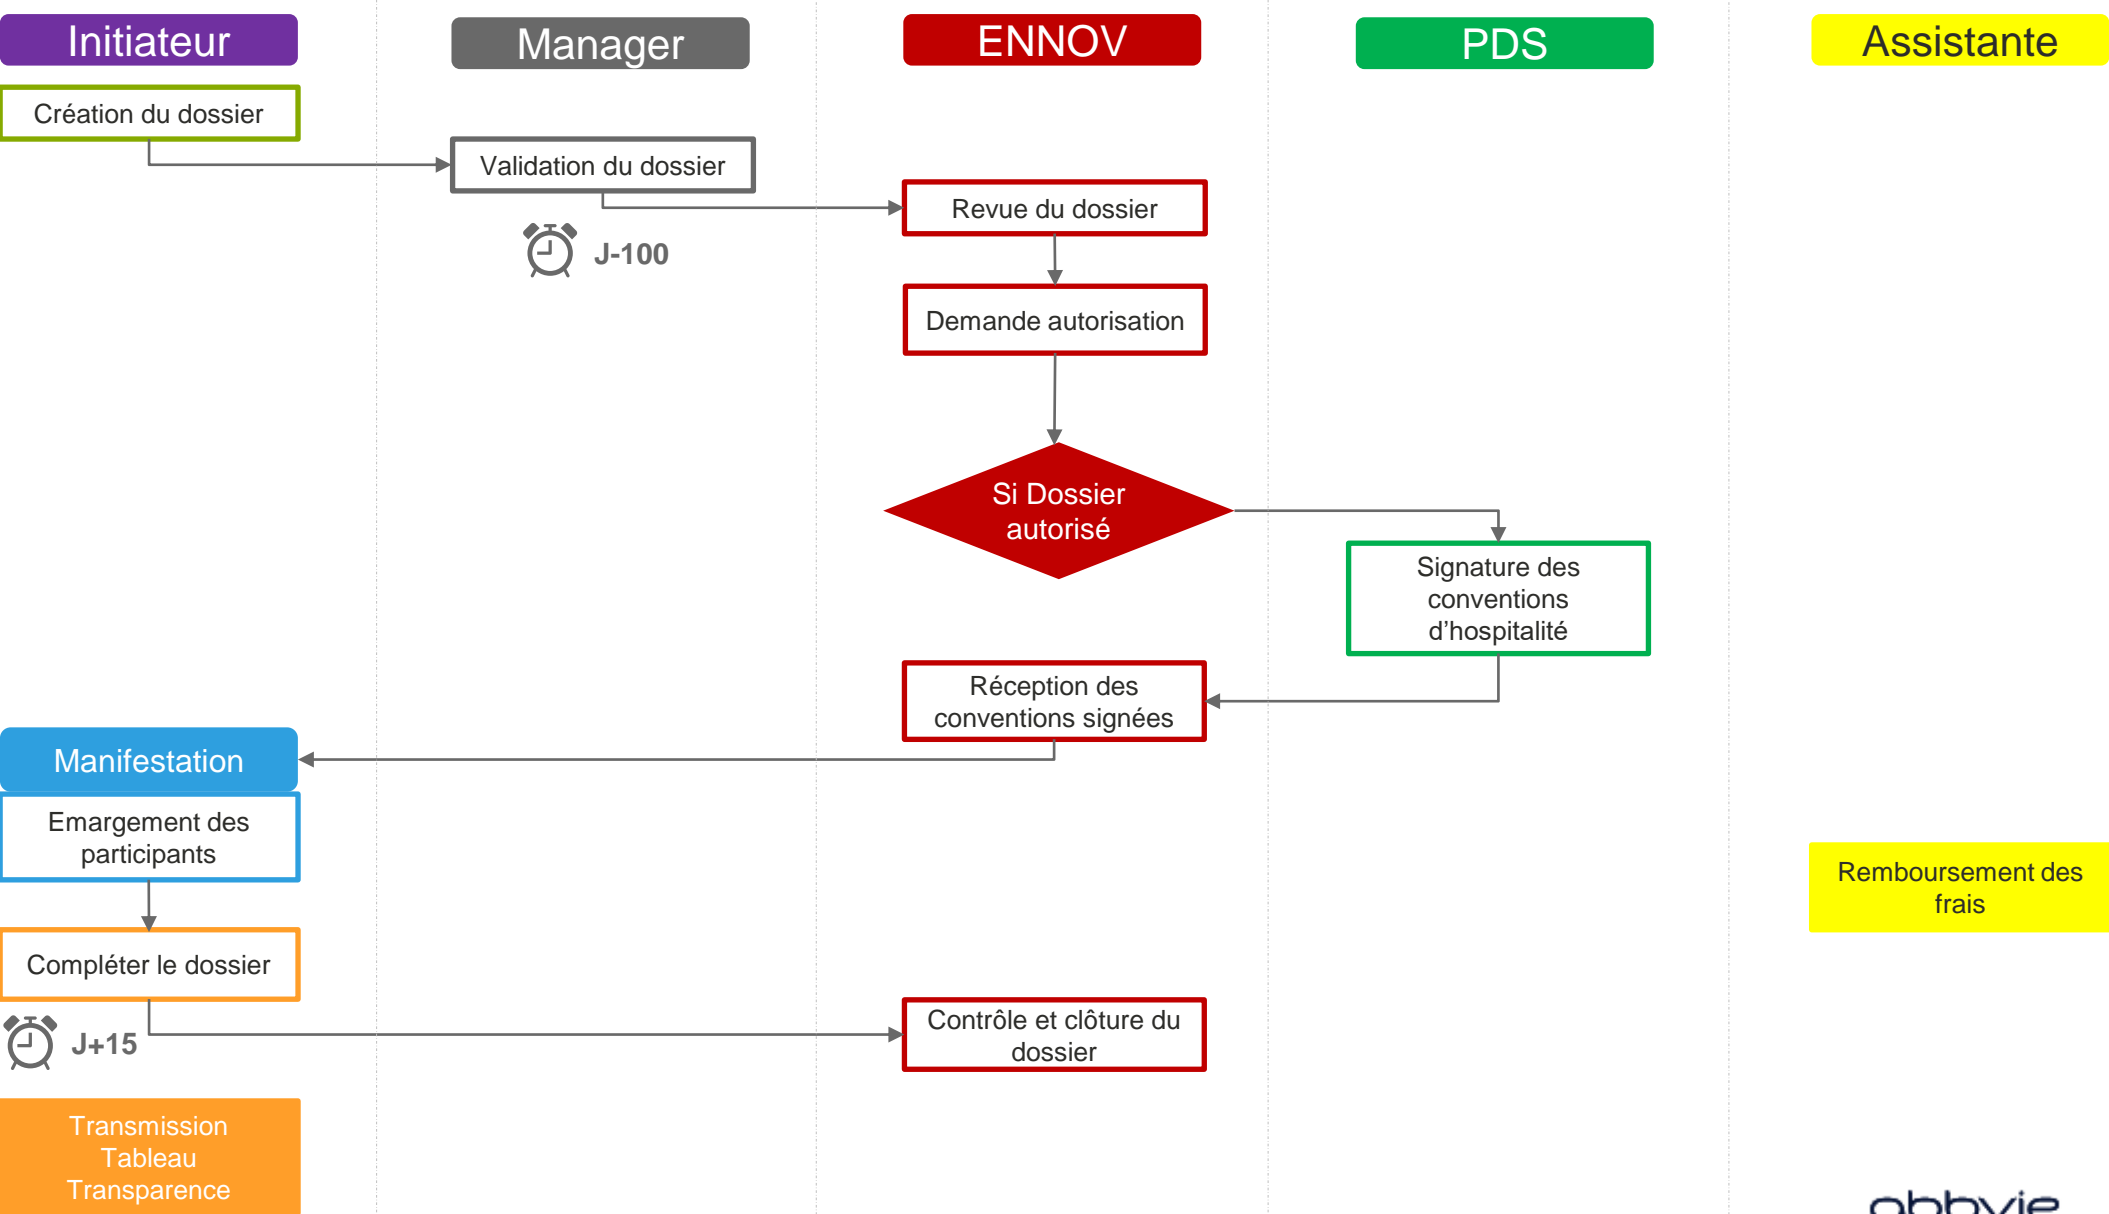 Initiateur
Manager
ENNOV
PDS
Assistante
Création du dossier
Validation du dossier
Revue du dossier
J-100
Demande autorisation
Si Dossier
autorisé
Signature des
conventions
d’hospitalité
Réception des
conventions signées
Manifestation
Emargement des
participants
Remboursement des
frais
Compléter le dossier
Contrôle et clôture du
dossier
J+15
Transmission
Tableau
Transparence
abbvie